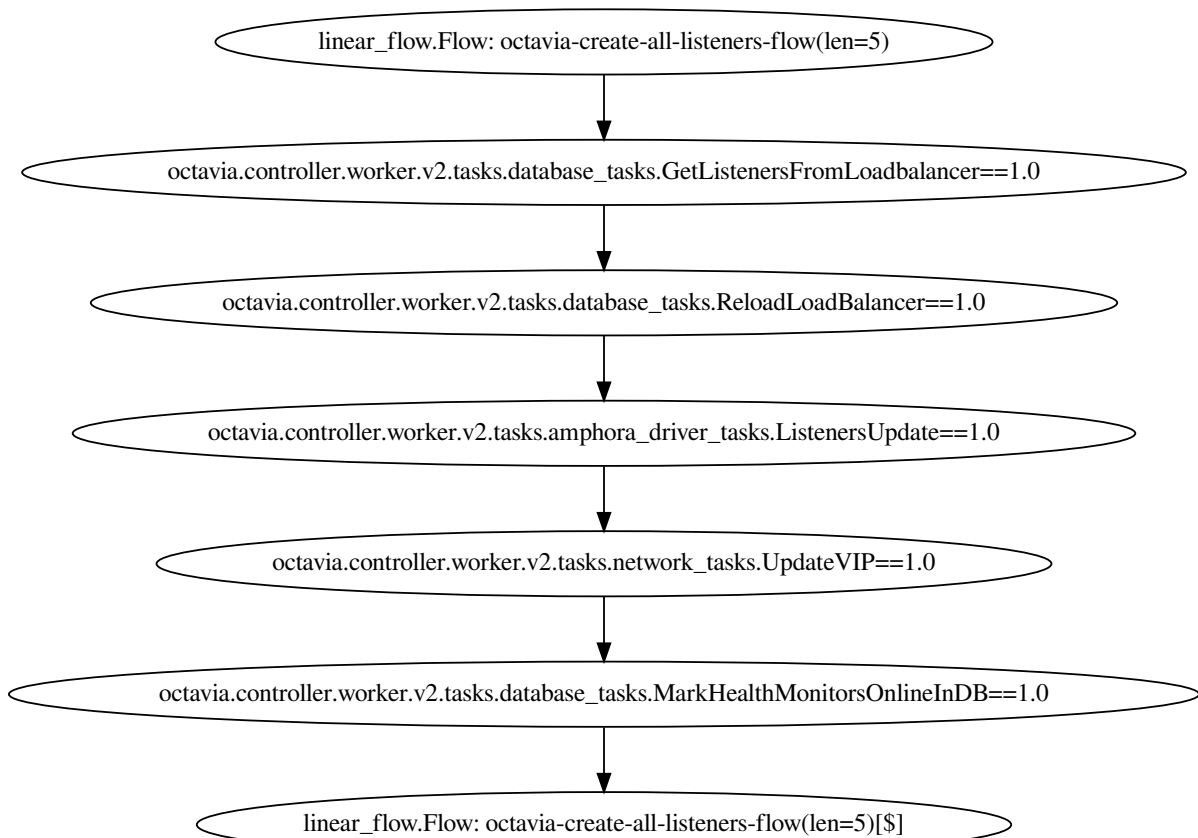 linear_flow.Flow: octavia-create-all-listeners-flow(len=5)
octavia.controller.worker.v2.tasks.database_tasks.GetListenersFromLoadbalancer==1.0
octavia.controller.worker.v2.tasks.database_tasks.ReloadLoadBalancer==1.0
octavia.controller.worker.v2.tasks.amphora_driver_tasks.ListenersUpdate==1.0
octavia.controller.worker.v2.tasks.network_tasks.UpdateVIP==1.0
octavia.controller.worker.v2.tasks.database_tasks.MarkHealthMonitorsOnlineInDB==1.0
linear_flow.Flow: octavia-create-all-listeners-flow(len=5)[$]